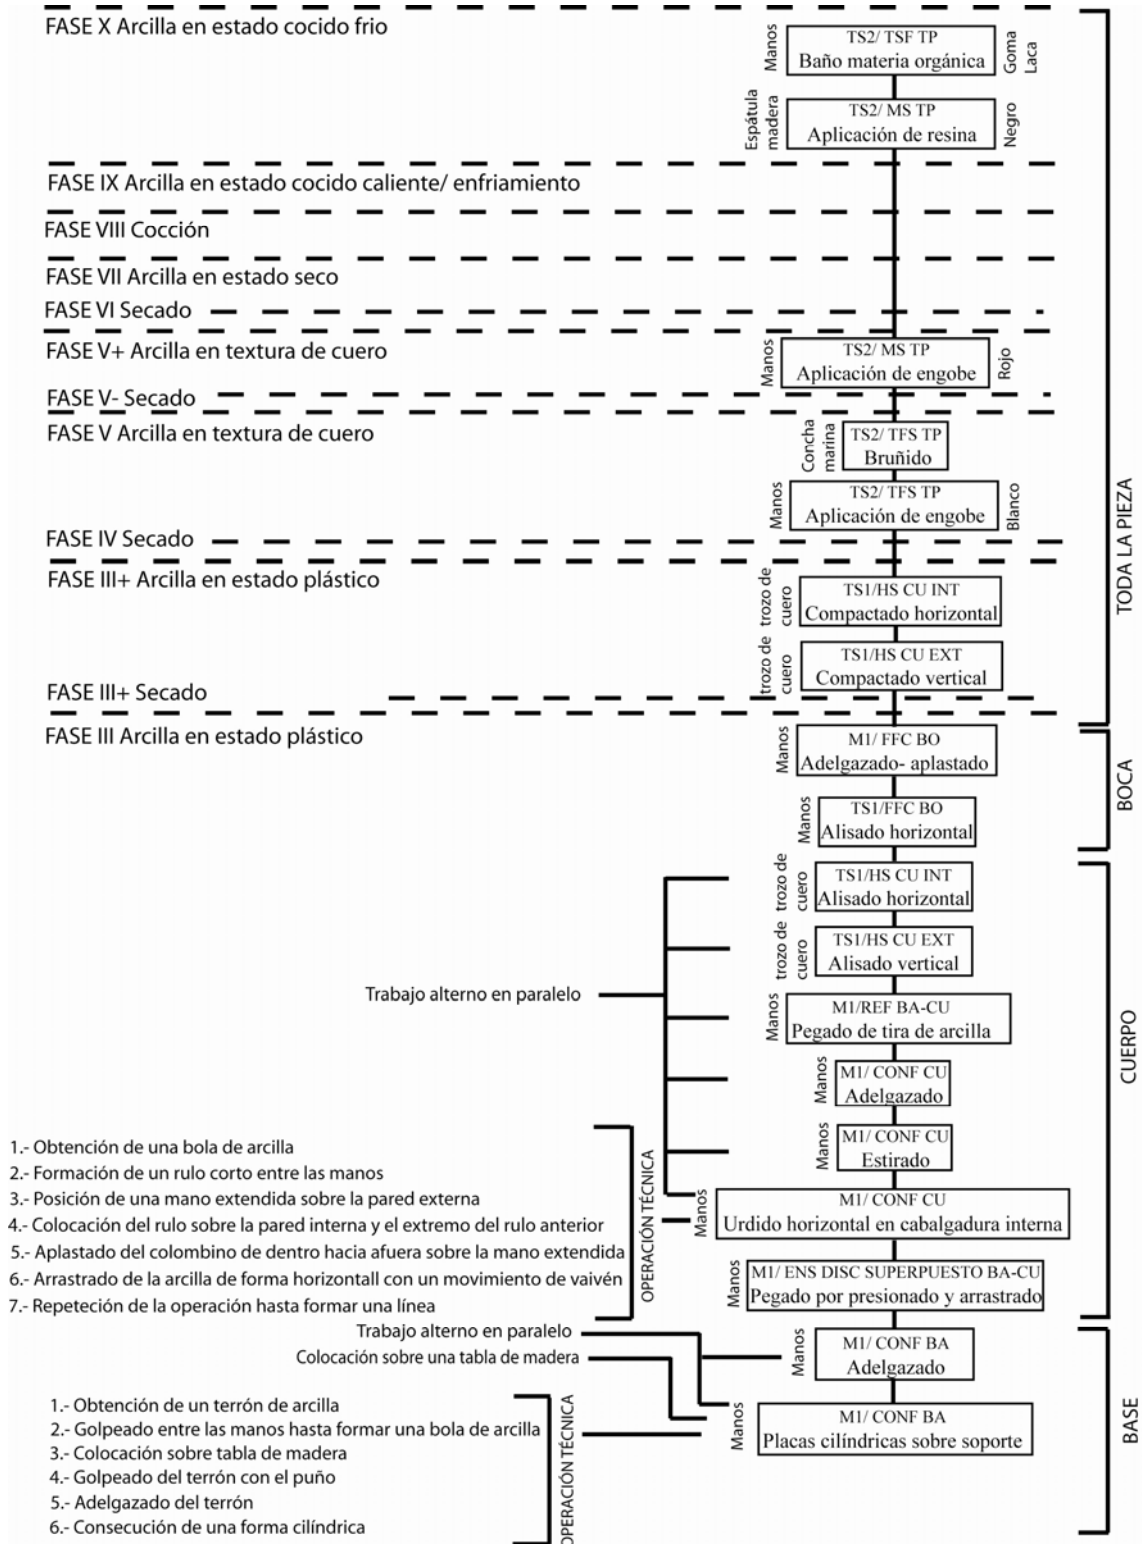 FASE X Arcilla en estado cocido frio
Manos
TS2/ TSF TP
Baño materia orgánica
Goma
Laca
Espátula
madera
TS2/ MS TP
Aplicación de resina
Negro
FASE IX Arcilla en estado cocido caliente/ enfriamiento
FASE VIII Cocción
FASE VII Arcilla en estado seco
FASE VI Secado
FASE V+ Arcilla en textura de cuero
Manos
TS2/ MS TP
Aplicación de engobe
Rojo
FASE V- Secado
FASE V Arcilla en textura de cuero
Concha
marina
TS2/ TFS TP
Bruñido
Manos
TS2/ TFS TP
Aplicación de engobe
Blanco
FASE IV Secado
FASE III+ Arcilla en estado plástico
trozo de
cuero
TS1/HS CU INT
Compactado horizontal
trozo de
cuero
TS1/HS CU EXT
Compactado vertical
FASE III+ Secado
TODA LA PIEZA
FASE III Arcilla en estado plástico
Manos
M1/ FFC BO
Adelgazado- aplastado
Manos
TS1/FFC BO
Alisado horizontal
BOCA
trozo de
cuero
TS1/HS CU INT
Alisado horizontal
trozo de
cuero
TS1/HS CU EXT
Alisado vertical
Trabajo alterno en paralelo
Manos
M1/REF BA-CU
Pegado de tira de arcilla
Manos
M1/ CONF CU
Adelgazado
Manos
M1/ CONF CU
Estirado
Manos
M1/ CONF CU
Urdido horizontal en cabalgadura interna
Manos
M1/ ENS DISC SUPERPUESTO BA-CU
Pegado por presionado y arrastrado
CUERPO
1.- Obtención de una bola de arcilla
2.- Formación de un rulo corto entre las manos
3.- Posición de una mano extendida sobre la pared externa
4.- Colocación del rulo sobre la pared interna y el extremo del rulo anterior
5.- Aplastado del colombino de dentro hacia afuera sobre la mano extendida
6.- Arrastrado de la arcilla de forma horizontall con un movimiento de vaivén
7.- Repeteción de la operación hasta formar una línea
OPERACIÓN TÉCNICA
Trabajo alterno en paralelo
Colocación sobre una tabla de madera
Manos
M1/ CONF BA
Adelgazado
Manos
M1/ CONF BA
Placas cilíndricas sobre soporte
BASE
1.- Obtención de un terrón de arcilla
2.- Golpeado entre las manos hasta formar una bola de arcilla
3.- Colocación sobre tabla de madera
4.- Golpeado del terrón con el puño
5.- Adelgazado del terrón
6.- Consecución de una forma cilíndrica
OPERACIÓN TÉCNICA